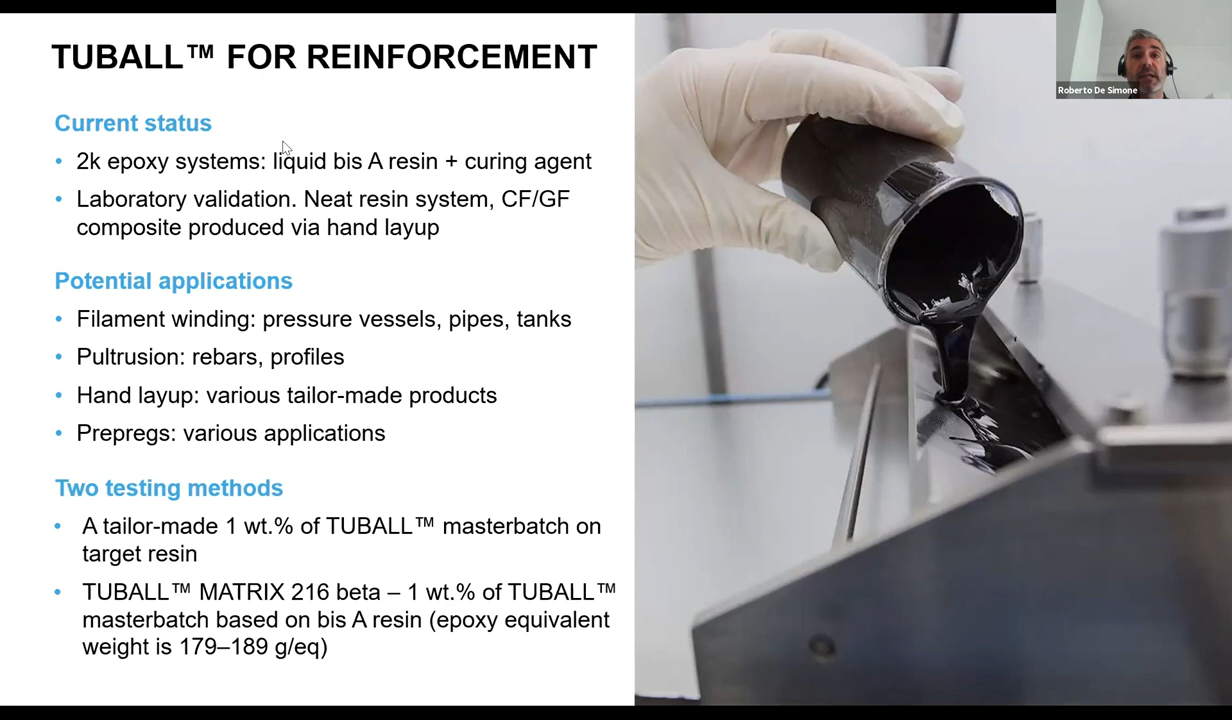 TUBALL™ FOR REINFORCEMENT
Roberto De Simone
Current status
• 2k epoxy systems: liquid bis A resin + curing agent
• Laboratory validation. Neat resin system, CF/GF
composite produced via hand layup
Potential applications
• Filament winding: pressure vessels, pipes, tanks
• Pultrusion: rebars, profiles
• Hand layup: various tailor-made products
• Prepregs: various applications
Two testing methods
• A tailor-made 1 wt.% of TUBALL™ masterbatch on
target resin
• TUBALL™ MATRIX 216 beta – 1 wt.% of TUBALL™
masterbatch based on bis A resin (epoxy equivalent
weight is 179–189 g/eq)